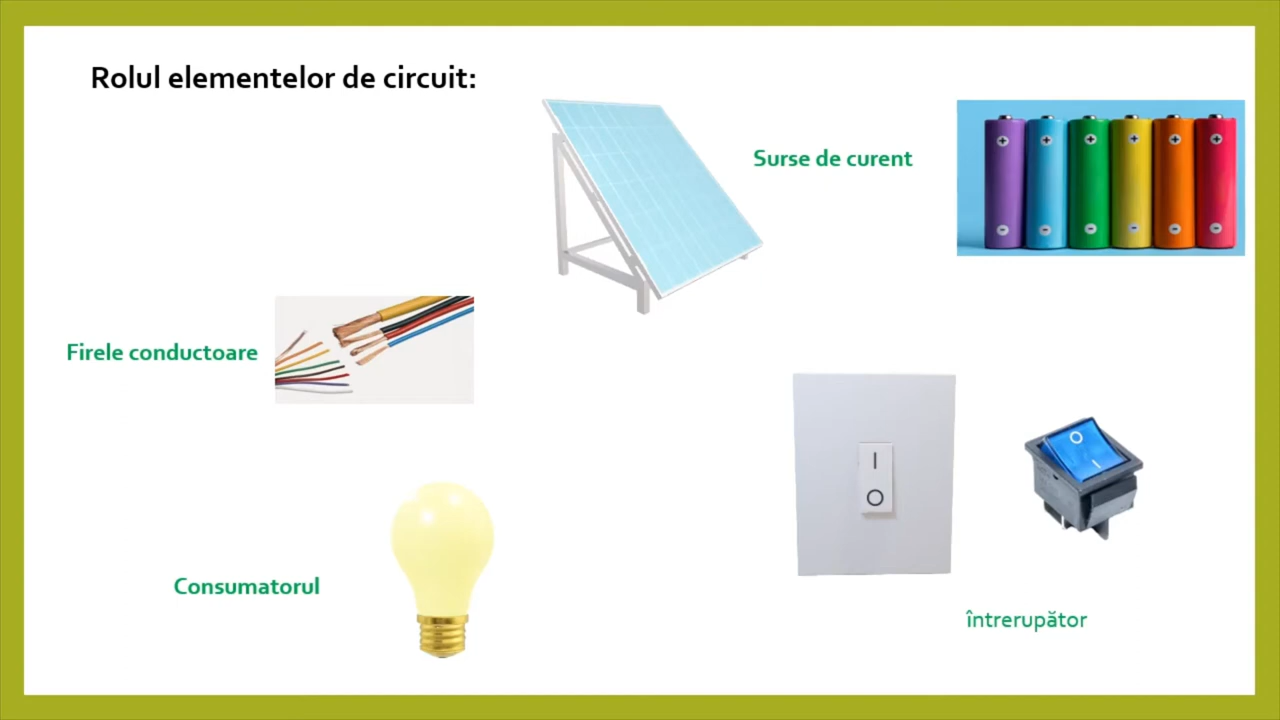 Rolul elementelor de circuit:
Surse de curent
Firele conductoare
Consumatorul
întrerupător